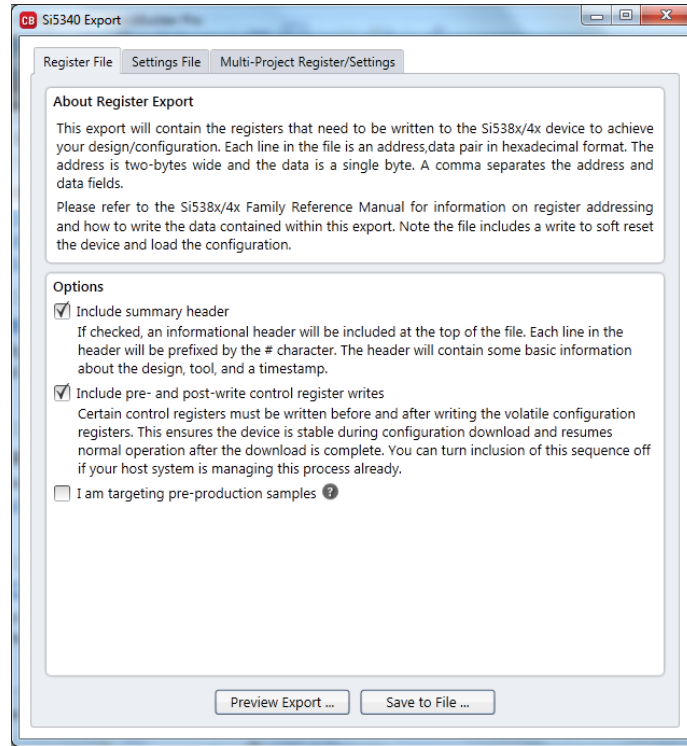 CB Si5340 Export
Register File Settings File Multi-Project Register/Settings
About Register Export
This export will contain the registers that need to be written to the Si538x/4x device to achieve
your design/configuration. Each line in the file is an address,data pair in hexadecimal format. The
address is two-bytes wide and the data is a single byte. A comma separates the address and
data fields.
Please refer to the Si538x/4x Family Reference Manual for information on register addressing
and how to write the data contained within this export. Note the file includes a write to soft reset
the device and load the configuration.
Options
Include summary header
If checked, an informational header will be included at the top of the file. Each line in the
header will be prefixed by the # character. The header will contain some basic information
about the design, tool, and a timestamp.
Include pre- and post-write control register writes
Certain control registers must be written before and after writing the volatile configuration
registers. This ensures the device is stable during configuration download and resumes
normal operation after the download is complete. You can turn inclusion of this sequence off
if your host system is managing this process already.
I am targeting pre-production samples ?
Preview Export ... Save to File ...